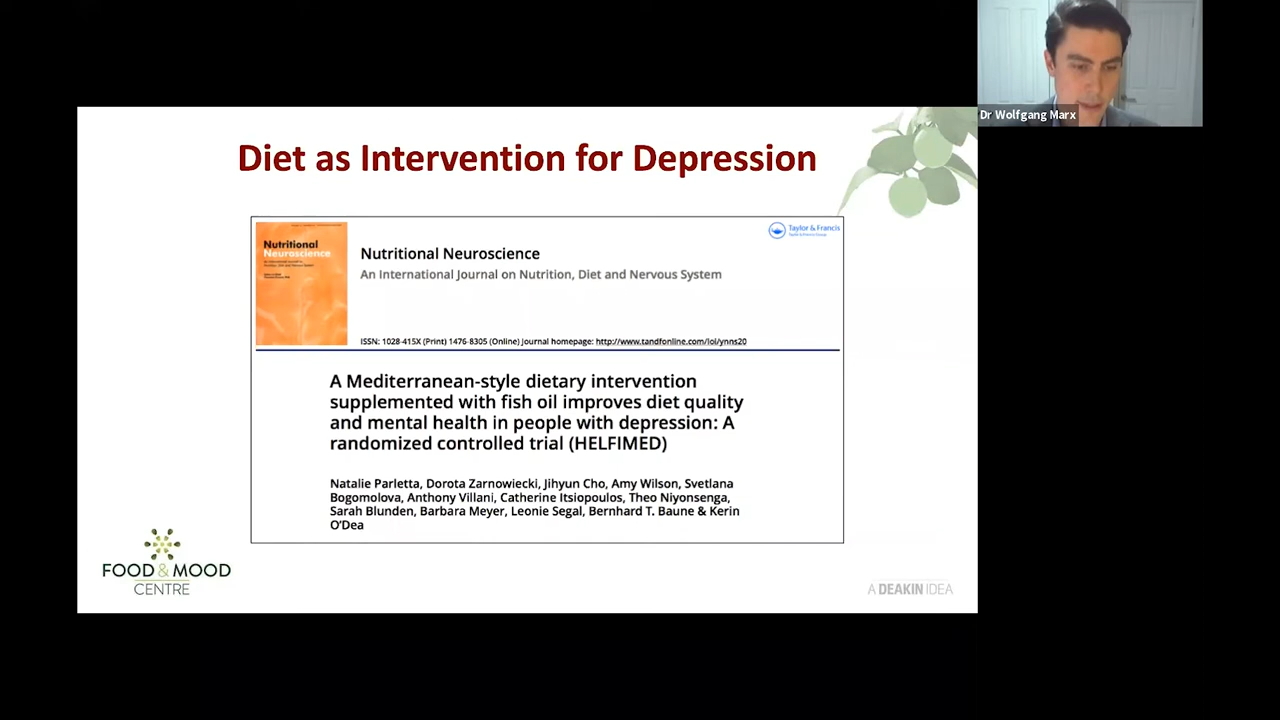 Dr Wolfgang Marx
Diet as Intervention for Depression
Nutritional
Neuroscience
Taylor & Francis
Nutritional Neuroscience
An International Journal on Nutrition, Diet and Nervous System
ISSN: 1028-415X (Print) 1476-8305 (Online) Journal homepage: http://www.tandfonline.com/loi/ynns20
A Mediterranean-style dietary intervention
supplemented with fish oil improves diet quality
and mental health in people with depression: A
randomized controlled trial (HELFIMED)
Natalie Parletta, Dorota Zarnowiecki, Jihyun Cho, Amy Wilson, Svetlana
Bogomolova, Anthony Villani, Catherine Itsiopoulos, Theo Niyonsenga,
Sarah Blunden, Barbara Meyer, Leonie Segal, Bernhard T. Baune & Kerin
O'Dea
FOOD & MOOD
CENTRE
A DEAKIN IDEA